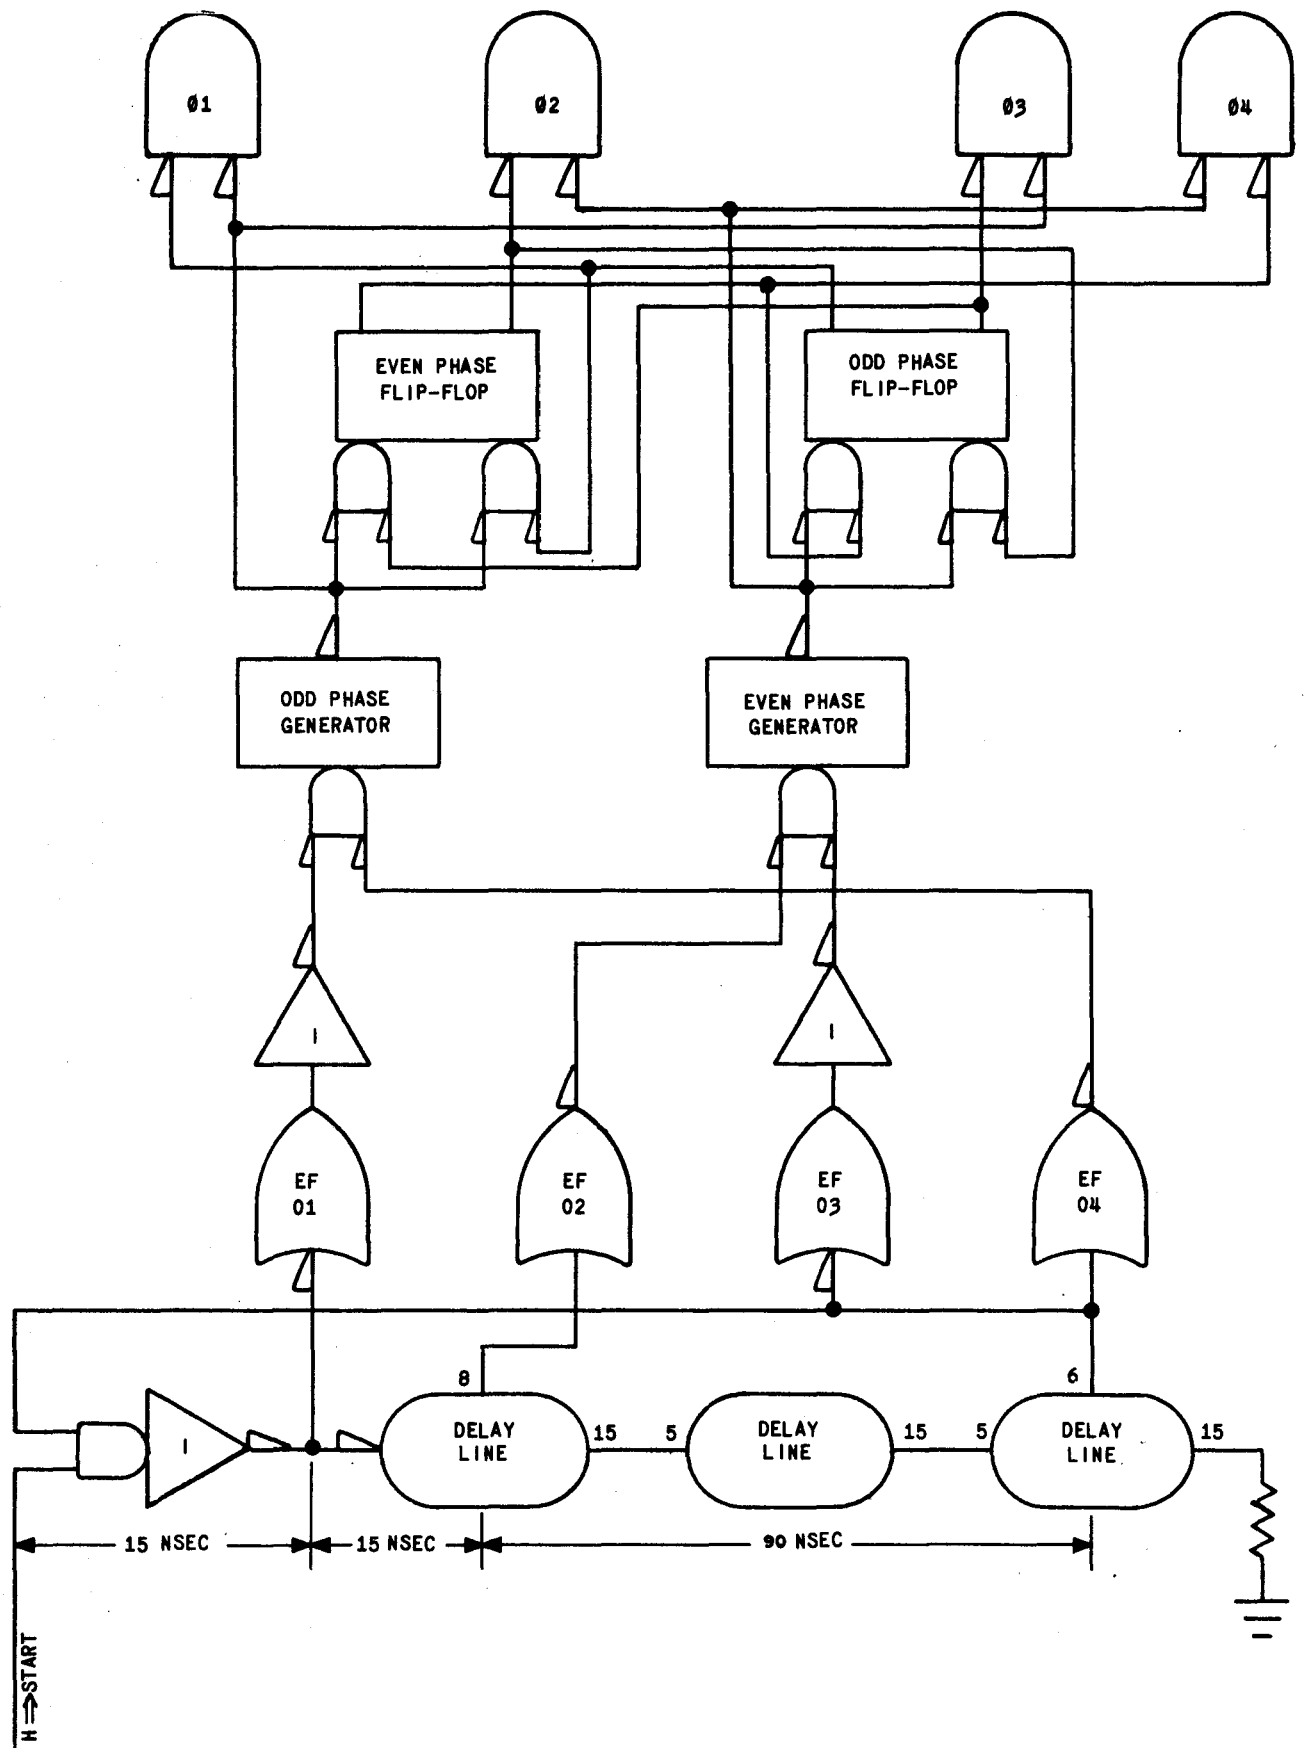 Ø1
Ø2
Ø3
Ø4
EVEN PHASE
FLIP-FLOP
ODD PHASE
FLIP-FLOP
ODD PHASE
GENERATOR
EVEN PHASE
GENERATOR
I
I
EF
01
EF
02
EF
03
EF
04
8
6
I
DELAY
LINE
15
5
DELAY
LINE
15
5
DELAY
LINE
15
15 NSEC
15 NSEC
90 NSEC
H ⇒ START